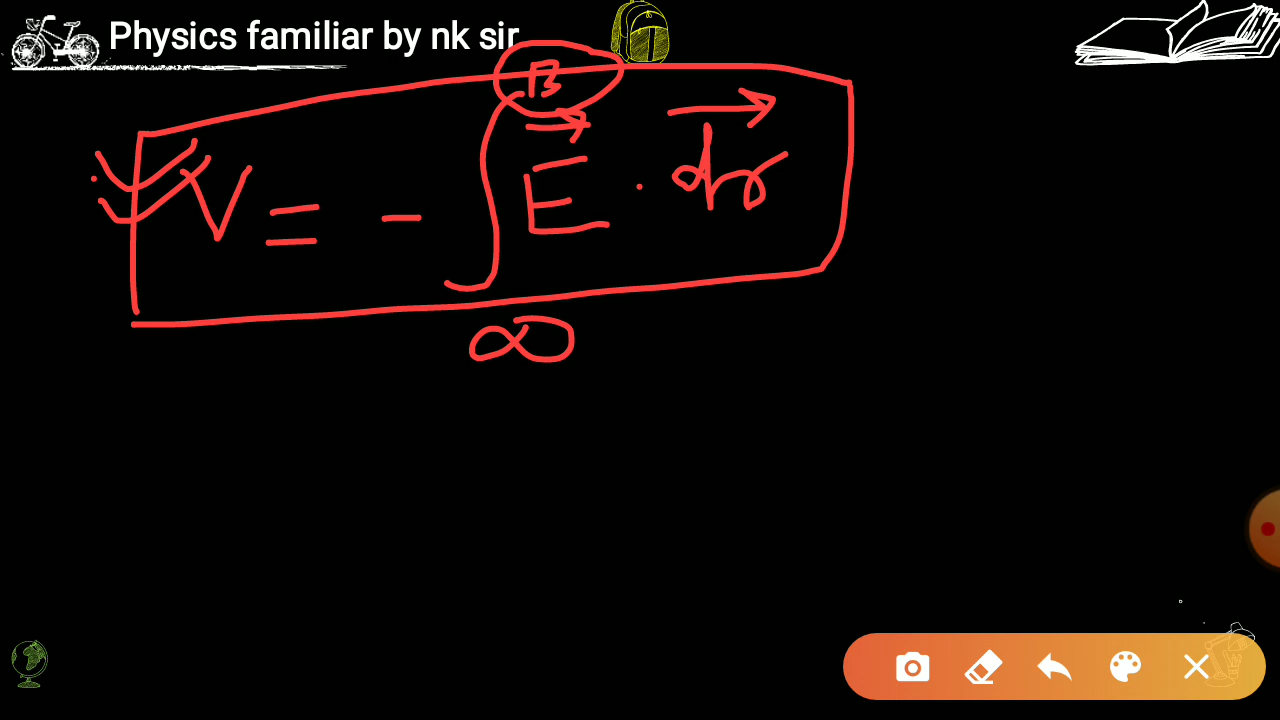 Physics familiar by nk sir
B
V = - ∫ E⃗ · dr⃗
∞